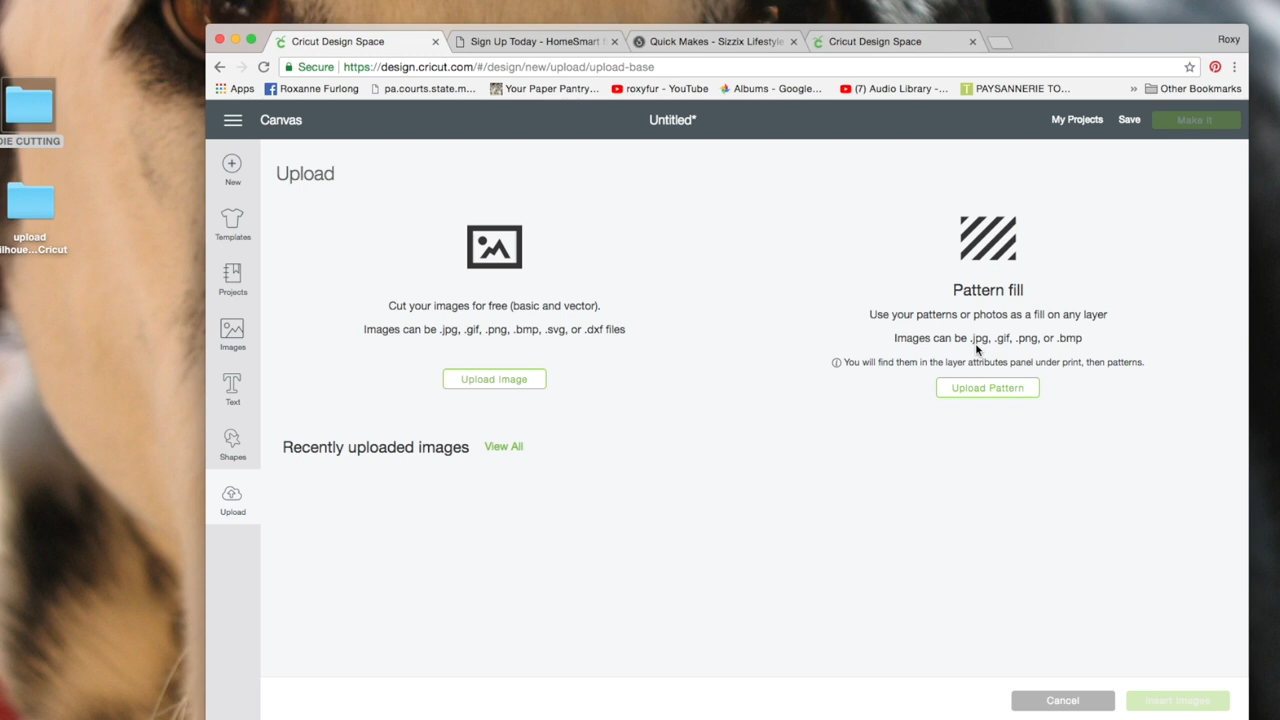 Cricut Design Space
Sign Up Today - HomeSmart
Quick Makes - Sizzix Lifestyle
Cricut Design Space
Roxy
Secure https://design.cricut.com/#/design/new/upload/upload-base
Apps
Roxanne Furlong
pa.courts.state.m...
Your Paper Pantry...
roxyfur - YouTube
Albums - Google...
(7) Audio Library -...
PAYSANNERIE TO...
» Other Bookmarks
Canvas
Untitled*
My Projects
Save
Make It
DIE CUTTING
upload
ilhoue...Cricut
New
Templates
Projects
Images
Text
Shapes
Upload
Upload
Cut your images for free (basic and vector).
Images can be .jpg, .gif, .png, .bmp, .svg, or .dxf files
Upload Image
Pattern fill
Use your patterns or photos as a fill on any layer
Images can be .jpg, .gif, .png, or .bmp
You will find them in the layer attributes panel under print, then patterns.
Upload Pattern
Recently uploaded images View All
Cancel
Insert Images